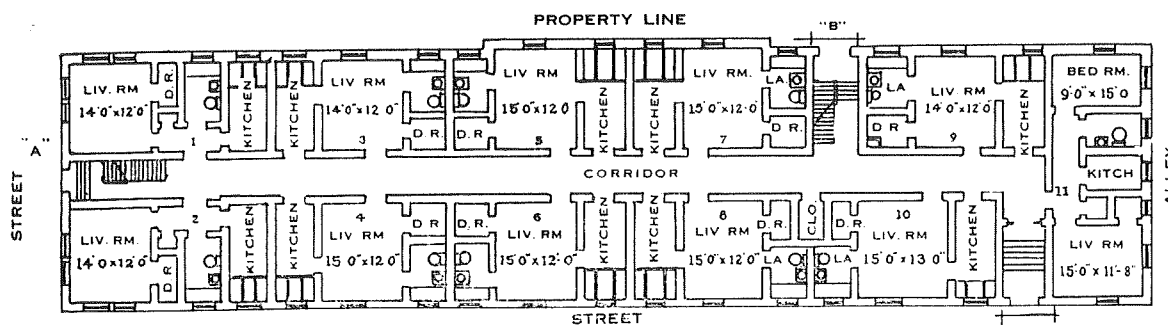 PROPERTY LINE
"B"
LIV. RM
14'0"x12'0"
D.R.
KITCHEN
KITCHEN
LIV RM
14'0"x12 0"
D.R.
D.R.
LIV RM
15'0"x12 0
KITCHEN
KITCHEN
LIV RM.
15'0"x12'-0"
LA
D R.
LA
D R
LIV RM
14'0"x12'0"
KITCHEN
BED RM.
9'-0" x 15'0
1
3
5
7
9
"A"
CORRIDOR
KITCH
11
STREET
ALLEY
2
4
6
8
10
LIV. RM.
14'0x12'0"
D
KITCHEN
KITCHEN
LIV. RM
15'0"x12'0"
D R
D.R.
LIV. RM.
15'0"x12'-0"
KITCHEN
KITCHEN
LIV RM
15'0"x12'0"
D.R.
LA
CLO
D.R.
LA
LIV. RM
15'0"x13 0"
KITCHEN
LIV RM
15'-0"x 11'-8"
STREET